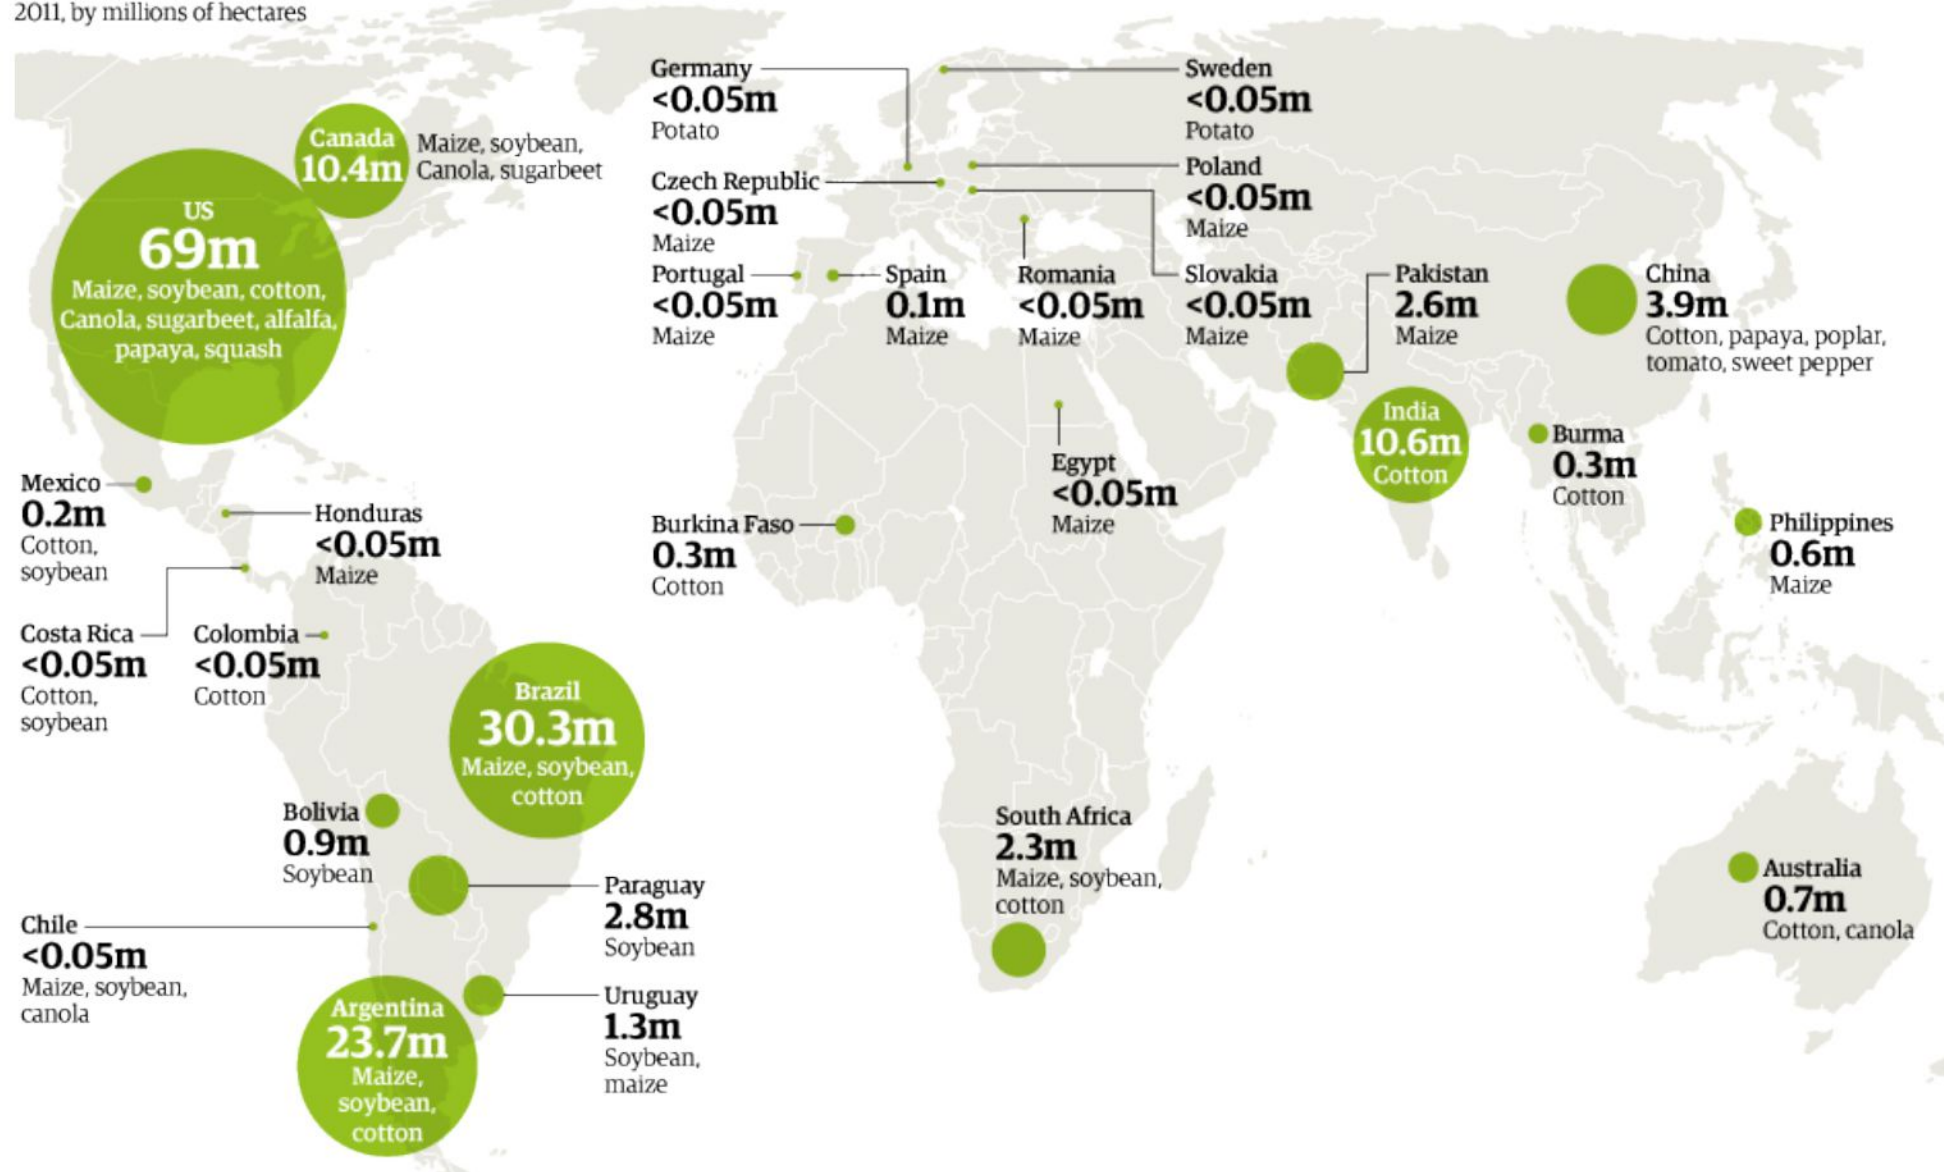 2011, by millions of hectares
Canada
10.4m
Maize, soybean,
Canola, sugarbeet
US
69m
Maize, soybean, cotton,
Canola, sugarbeet, alfalfa,
papaya, squash
Germany
<0.05m
Potato
Sweden
<0.05m
Potato
Czech Republic
<0.05m
Maize
Poland
<0.05m
Maize
Portugal
<0.05m
Maize
Spain
0.1m
Maize
Romania
<0.05m
Maize
Slovakia
<0.05m
Maize
Pakistan
2.6m
Maize
China
3.9m
Cotton, papaya, poplar,
tomato, sweet pepper
India
10.6m
Cotton
Burma
0.3m
Cotton
Egypt
<0.05m
Maize
Mexico
0.2m
Cotton,
soybean
Honduras
<0.05m
Maize
Burkina Faso
0.3m
Cotton
Philippines
0.6m
Maize
Costa Rica
<0.05m
Cotton,
soybean
Colombia
<0.05m
Cotton
Brazil
30.3m
Maize, soybean,
cotton
Bolivia
0.9m
Soybean
South Africa
2.3m
Maize, soybean,
cotton
Australia
0.7m
Cotton, canola
Paraguay
2.8m
Soybean
Chile
<0.05m
Maize, soybean,
canola
Uruguay
1.3m
Soybean,
maize
Argentina
23.7m
Maize,
soybean,
cotton